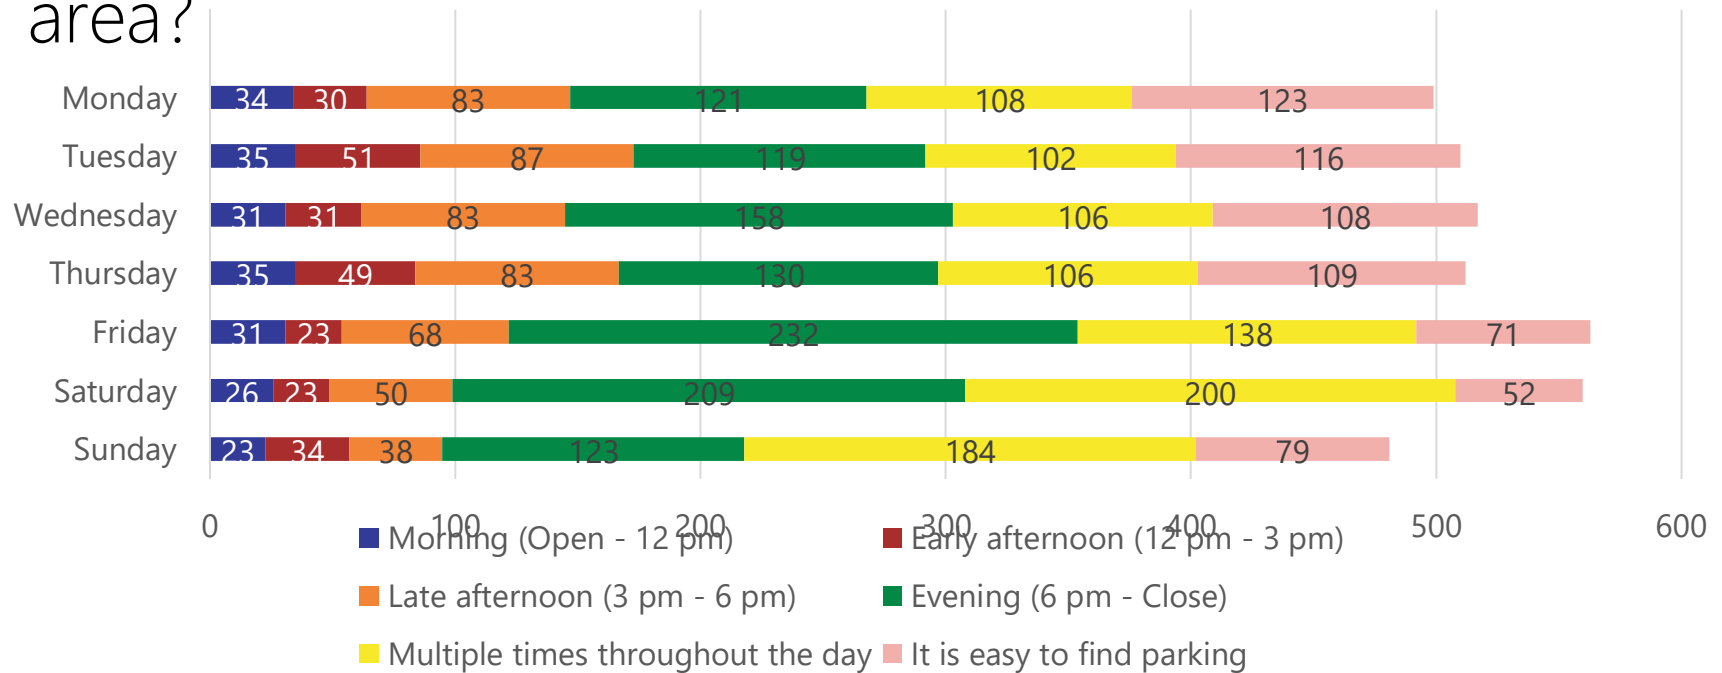 area?
Monday 34 30 83 121 108 123
Tuesday 35 51 87 119 102 116
Wednesday 31 31 83 158 106 108
Thursday 35 49 83 130 106 109
Friday 31 23 68 232 138 71
Saturday 26 23 50 209 200 52
Sunday 23 34 38 123 184 79
0 100 200 300 400 500 600
Morning (Open - 12 pm) Early afternoon (12 pm - 3 pm)
Late afternoon (3 pm - 6 pm) Evening (6 pm - Close)
Multiple times throughout the day It is easy to find parking